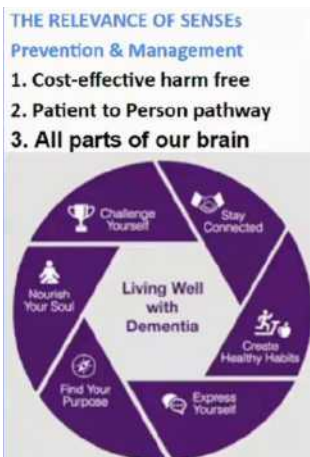 THE RELEVANCE OF SENSEs
Prevention & Management
1. Cost-effective harm free
2. Patient to Person pathway
3. All parts of our brain
Challenge
Yourself
Stay
Connected
Nourish
Your Soul
Living Well
with
Dementia
Create
Healthy Habits
Find Your
Purpose
Express
Yourself